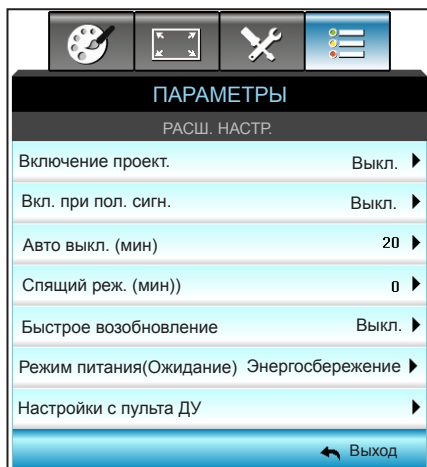 ПАРАМЕТРЫ
РАСШ. НАСТР.
Включение проект. Выкл.
Вкл. при пол. сигн. Выкл.
Авто выкл. (мин) 20
Спящий реж. (мин)) 0
Быстрое возобновление Выкл.
Режим питания(Ожидание) Энергосбережение
Настройки с пульта ДУ
Выход